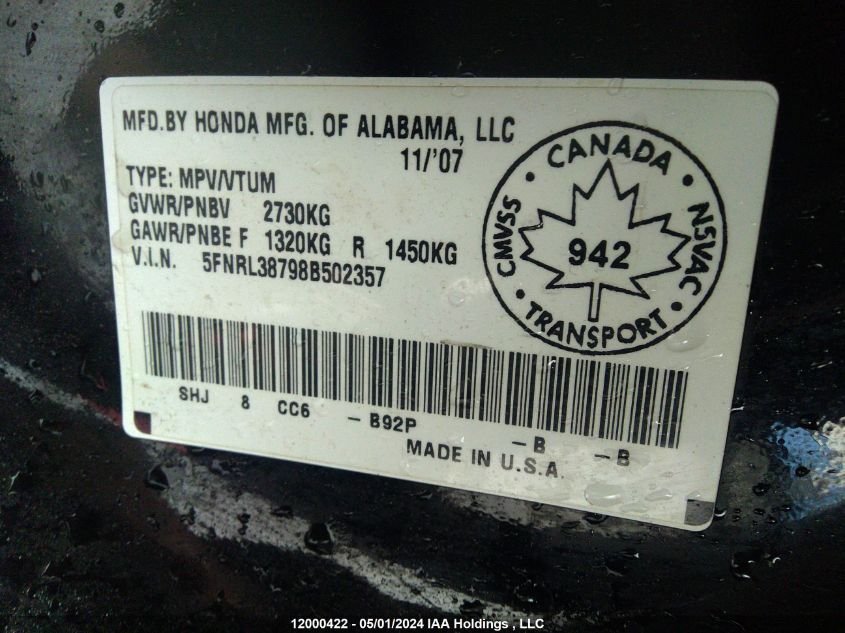 MFD.BY HONDA MFG. OF ALABAMA, LLC
11/'07
TYPE: MPV/VTUM
GVWR/PNBV 2730KG
GAWR/PNBE F 1320KG R 1450KG
V.I.N. 5FNRL38798B502357
CANADA
CMVSS
942
NSVAC
TRANSPORT
SHJ 8 CC6 -B92P -B -B
MADE IN U.S.A.
12000422 - 05/01/2024 IAA Holdings , LLC